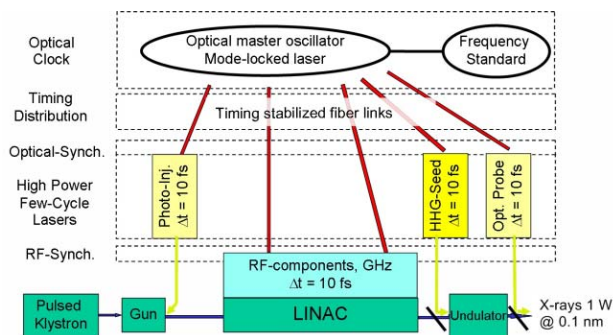 Optical
Clock
Optical master oscillator
Mode-locked laser
Frequency
Standard
Timing
Distribution
Timing stabilized fiber links
Optical-Synch.
High Power
Few-Cycle
Lasers
Photo-Inj.
Δt = 10 fs
HHG-Seed
Δt = 10 fs
Opt. Probe
Δt = 10 fs
RF-Synch.
RF-components, GHz
Δt = 10 fs
Pulsed
Klystron
Gun
LINAC
Undulator
X-rays 1 W
@ 0.1 nm